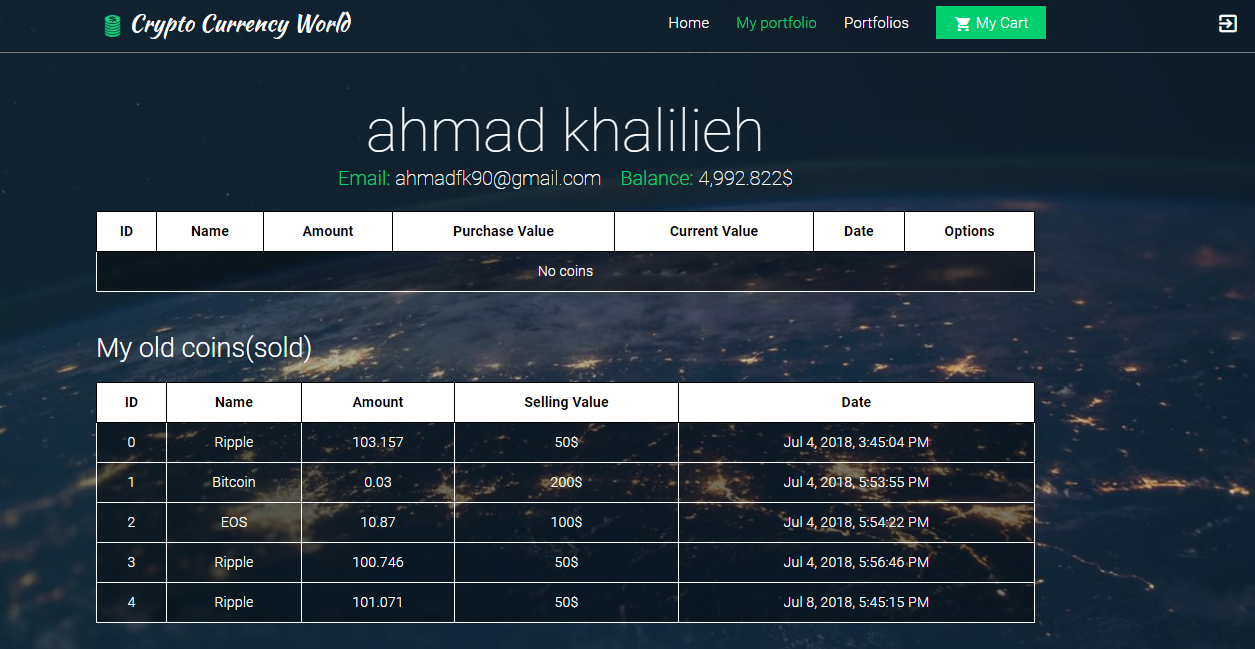 Crypto Currency World Home My portfolio Portfolios My Cart
ahmad khalilieh
Email: ahmadfk90@gmail.com Balance: 4,992.822$
ID Name Amount Purchase Value Current Value Date Options
No coins
My old coins(sold)
ID Name Amount Selling Value Date
0 Ripple 103.157 50$ Jul 4, 2018, 3:45:04 PM
1 Bitcoin 0.03 200$ Jul 4, 2018, 5:53:55 PM
2 EOS 10.87 100$ Jul 4, 2018, 5:54:22 PM
3 Ripple 100.746 50$ Jul 4, 2018, 5:56:46 PM
4 Ripple 101.071 50$ Jul 8, 2018, 5:45:15 PM